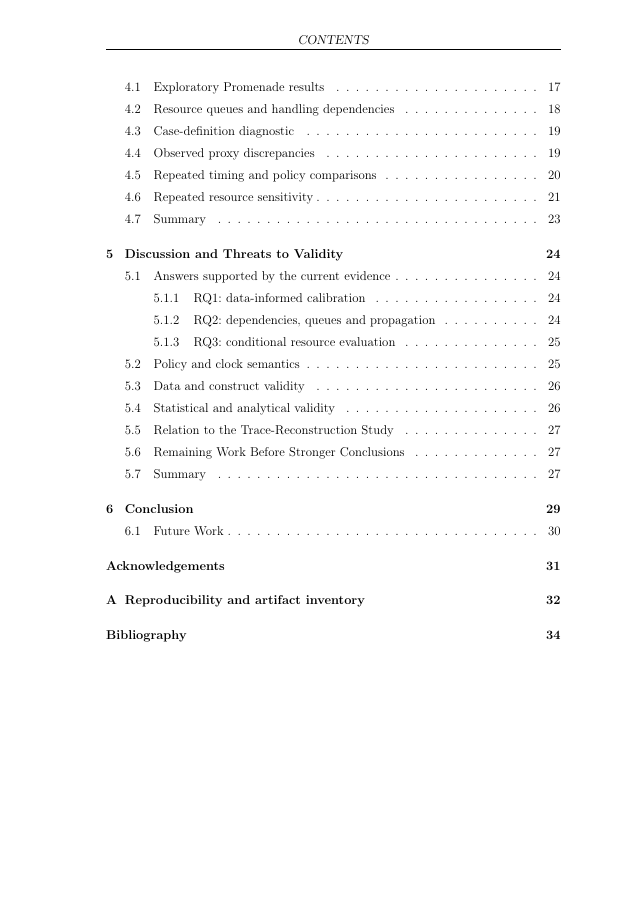 CONTENTS
4.1 Exploratory Promenade results . . . . . . . . . . . . . . . . . . . . . 17
4.2 Resource queues and handling dependencies . . . . . . . . . . . . . . 18
4.3 Case-definition diagnostic . . . . . . . . . . . . . . . . . . . . . . . . 19
4.4 Observed proxy discrepancies . . . . . . . . . . . . . . . . . . . . . . 19
4.5 Repeated timing and policy comparisons . . . . . . . . . . . . . . . . 20
4.6 Repeated resource sensitivity . . . . . . . . . . . . . . . . . . . . . . . 21
4.7 Summary . . . . . . . . . . . . . . . . . . . . . . . . . . . . . . . . . 23
5 Discussion and Threats to Validity 24
5.1 Answers supported by the current evidence . . . . . . . . . . . . . . . 24
5.1.1 RQ1: data-informed calibration . . . . . . . . . . . . . . . . . 24
5.1.2 RQ2: dependencies, queues and propagation . . . . . . . . . . 24
5.1.3 RQ3: conditional resource evaluation . . . . . . . . . . . . . . 25
5.2 Policy and clock semantics . . . . . . . . . . . . . . . . . . . . . . . . 25
5.3 Data and construct validity . . . . . . . . . . . . . . . . . . . . . . . 26
5.4 Statistical and analytical validity . . . . . . . . . . . . . . . . . . . . 26
5.5 Relation to the Trace-Reconstruction Study . . . . . . . . . . . . . . 27
5.6 Remaining Work Before Stronger Conclusions . . . . . . . . . . . . . 27
5.7 Summary . . . . . . . . . . . . . . . . . . . . . . . . . . . . . . . . . 27
6 Conclusion 29
6.1 Future Work . . . . . . . . . . . . . . . . . . . . . . . . . . . . . . . . 30
Acknowledgements 31
A Reproducibility and artifact inventory 32
Bibliography 34